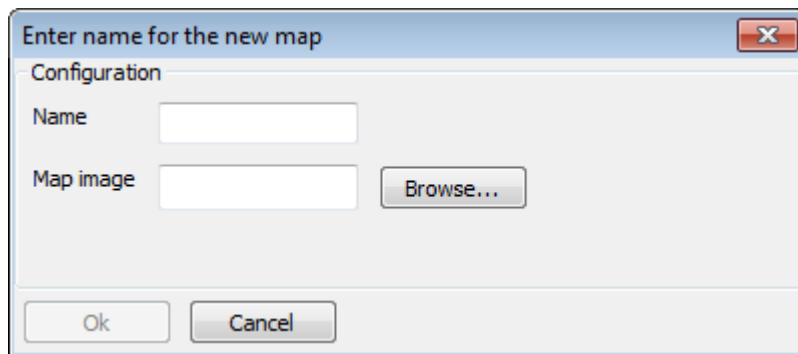 Enter name for the new map
Configuration
Name
Map image
Browse...
Ok
Cancel